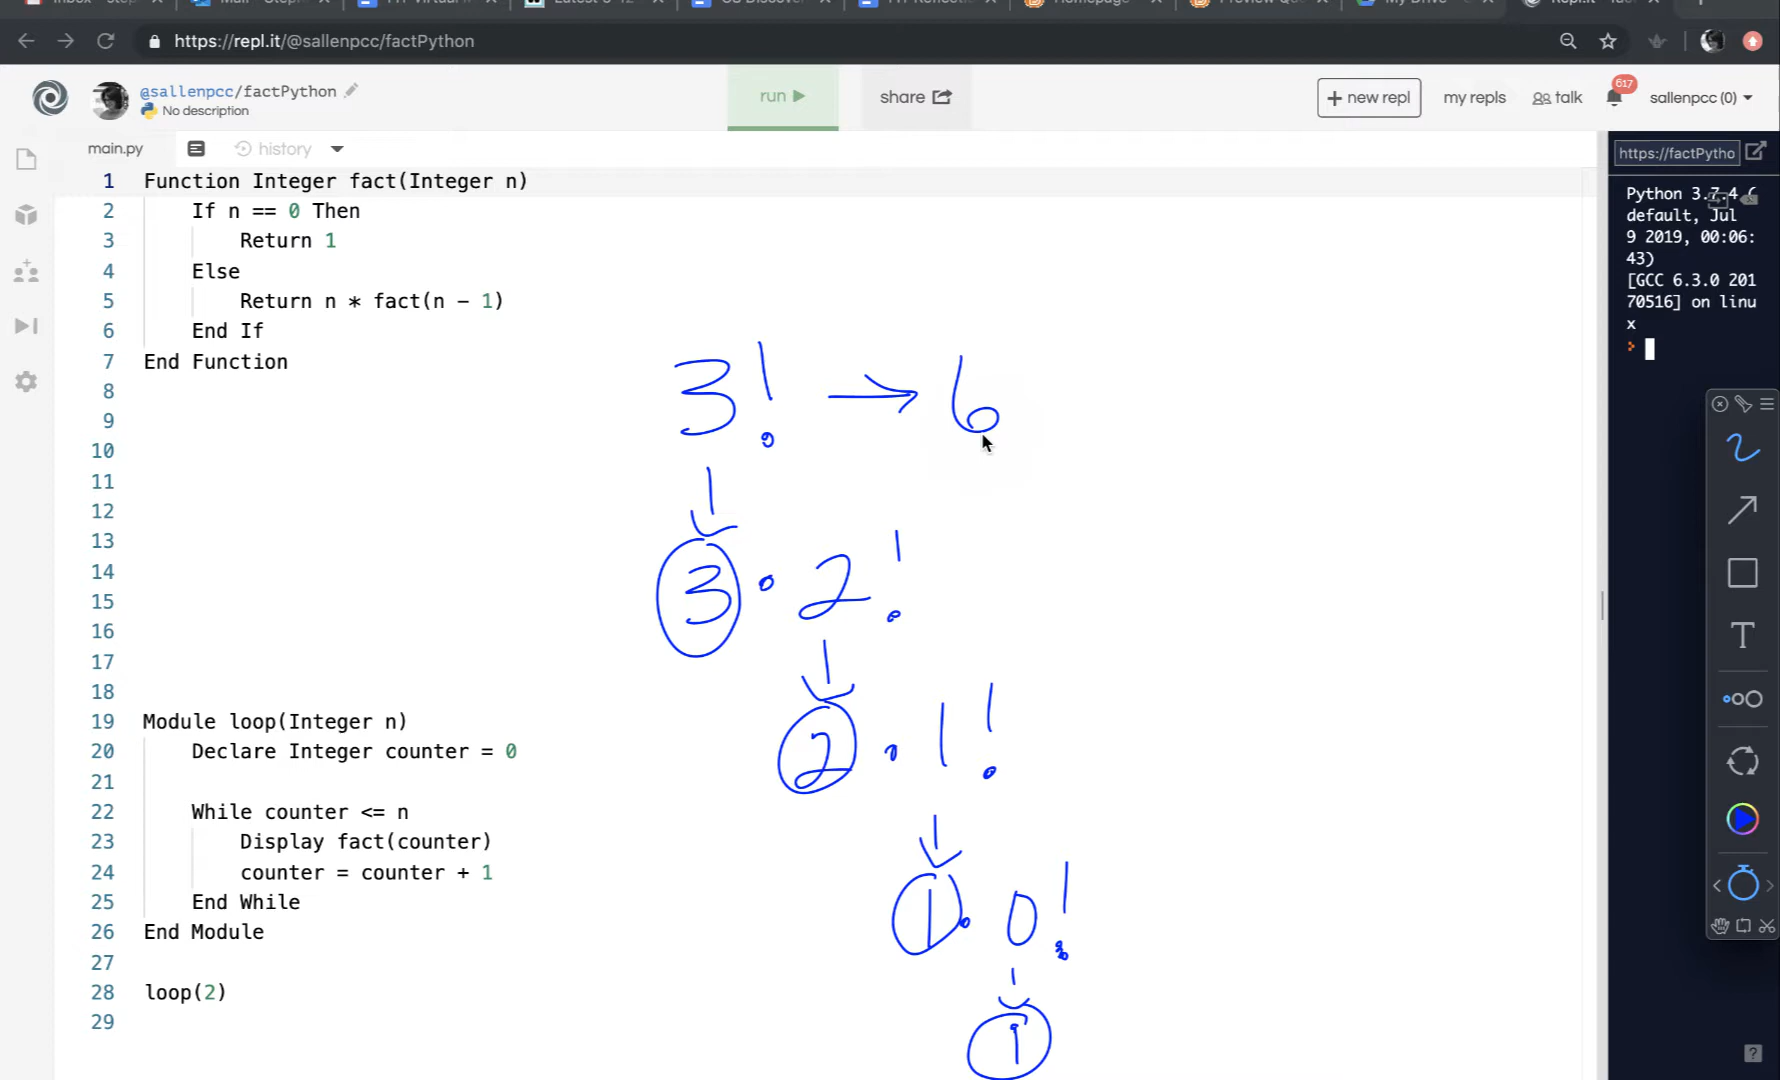 https://repl.it/@sallenpcc/factPython
@sallenpcc/factPython
No description
run
share
+ new repl
my repls
talk
617
sallenpcc (0)
main.py
history
https://factPytho
1 Function Integer fact(Integer n)
2 If n == 0 Then
3 Return 1
4 Else
5 Return n * fact(n - 1)
6 End If
7 End Function
8
9
10
11
12
13
14
15
16
17
18
19 Module loop(Integer n)
20 Declare Integer counter = 0
21
22 While counter <= n
23 Display fact(counter)
24 counter = counter + 1
25 End While
26 End Module
27
28 loop(2)
29
3! → 6
3 · 2!
2 · 1!
1 · 0!
1
Python 3.7.4 (
default, Jul
9 2019, 00:06:
43)
[GCC 6.3.0 201
70516] on linu
x
>
T
?